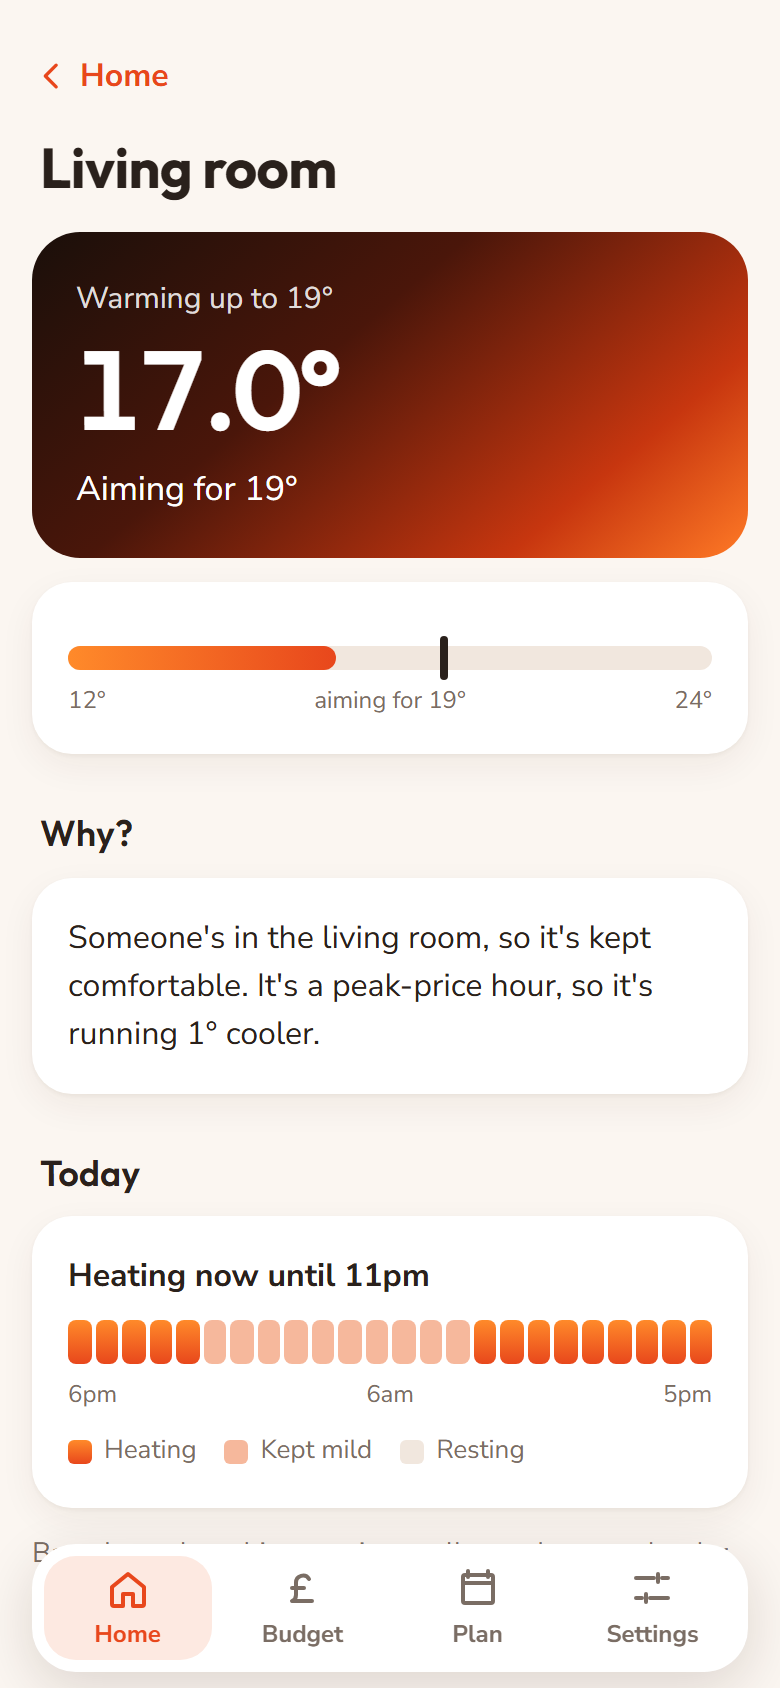 Home
Living room
Warming up to 19°
17.0°
Aiming for 19°
12° aiming for 19° 24°
Why?
Someone's in the living room, so it's kept
comfortable. It's a peak-price hour, so it's
running 1° cooler.
Today
Heating now until 11pm
6pm 6am 5pm
Heating Kept mild Resting
Home £ Budget Plan Settings